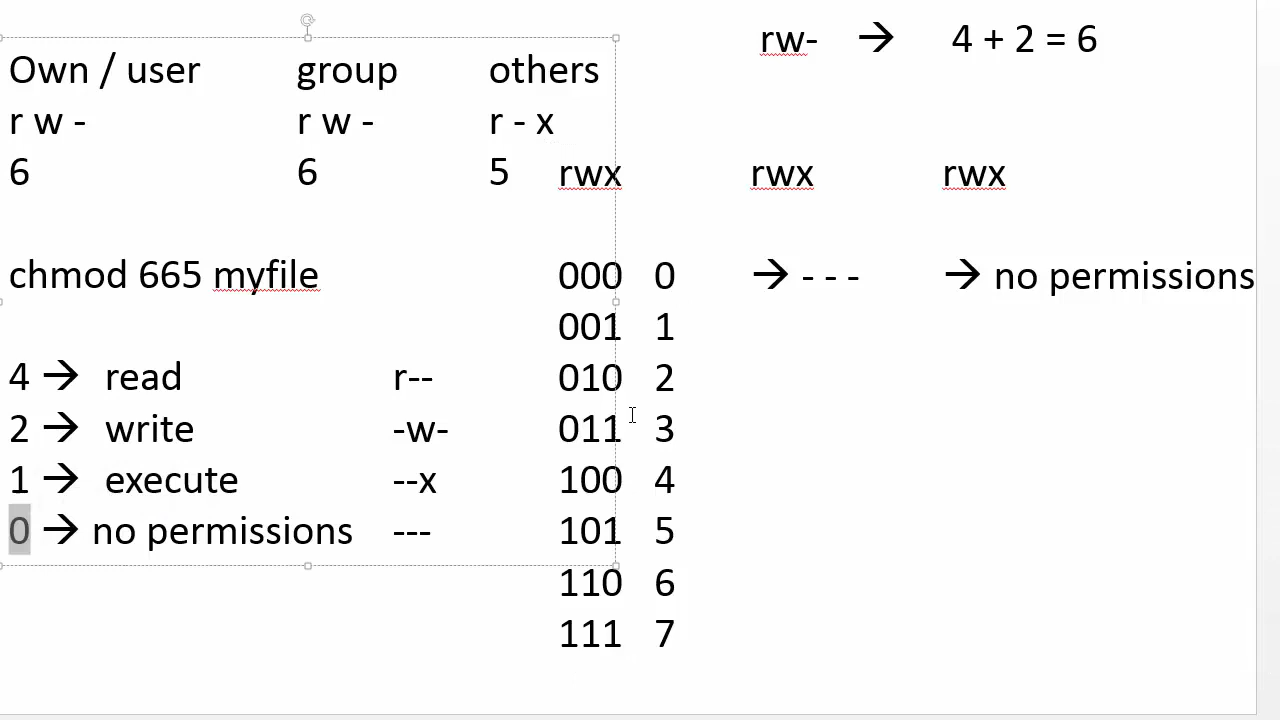 rw- → 4 + 2 = 6
Own / user group others
r w - r w - r - x
6 6 5
rwx rwx rwx
chmod 665 myfile
4 → read r--
2 → write -w-
1 → execute --x
0 → no permissions ---
000 0 → - - - → no permissions
001 1
010 2
011 3
100 4
101 5
110 6
111 7